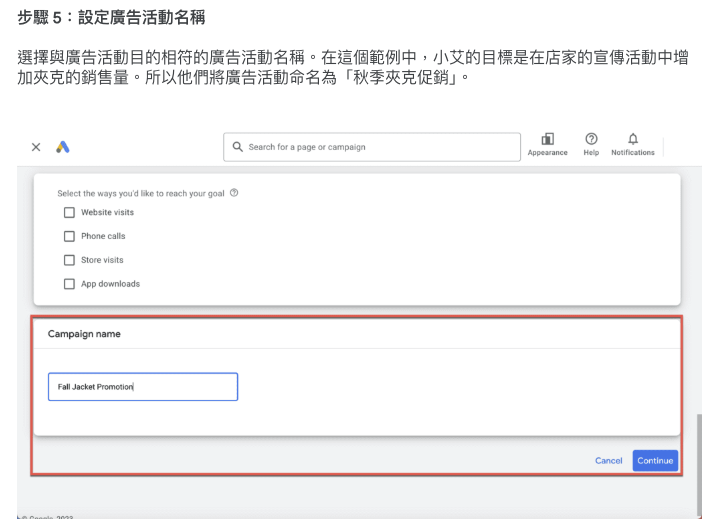 步驟 5：設定廣告活動名稱
選擇與廣告活動目的相符的廣告活動名稱。在這個範例中，小艾的目標是在店家的宣傳活動中增
加夾克的銷售量。所以他們將廣告活動命名為「秋季夾克促銷」。
Search for a page or campaign
Appearance Help Notifications
Select the ways you'd like to reach your goal
Website visits
Phone calls
Store visits
App downloads
Campaign name
Fall Jacket Promotion
Cancel Continue
© Google, 2023